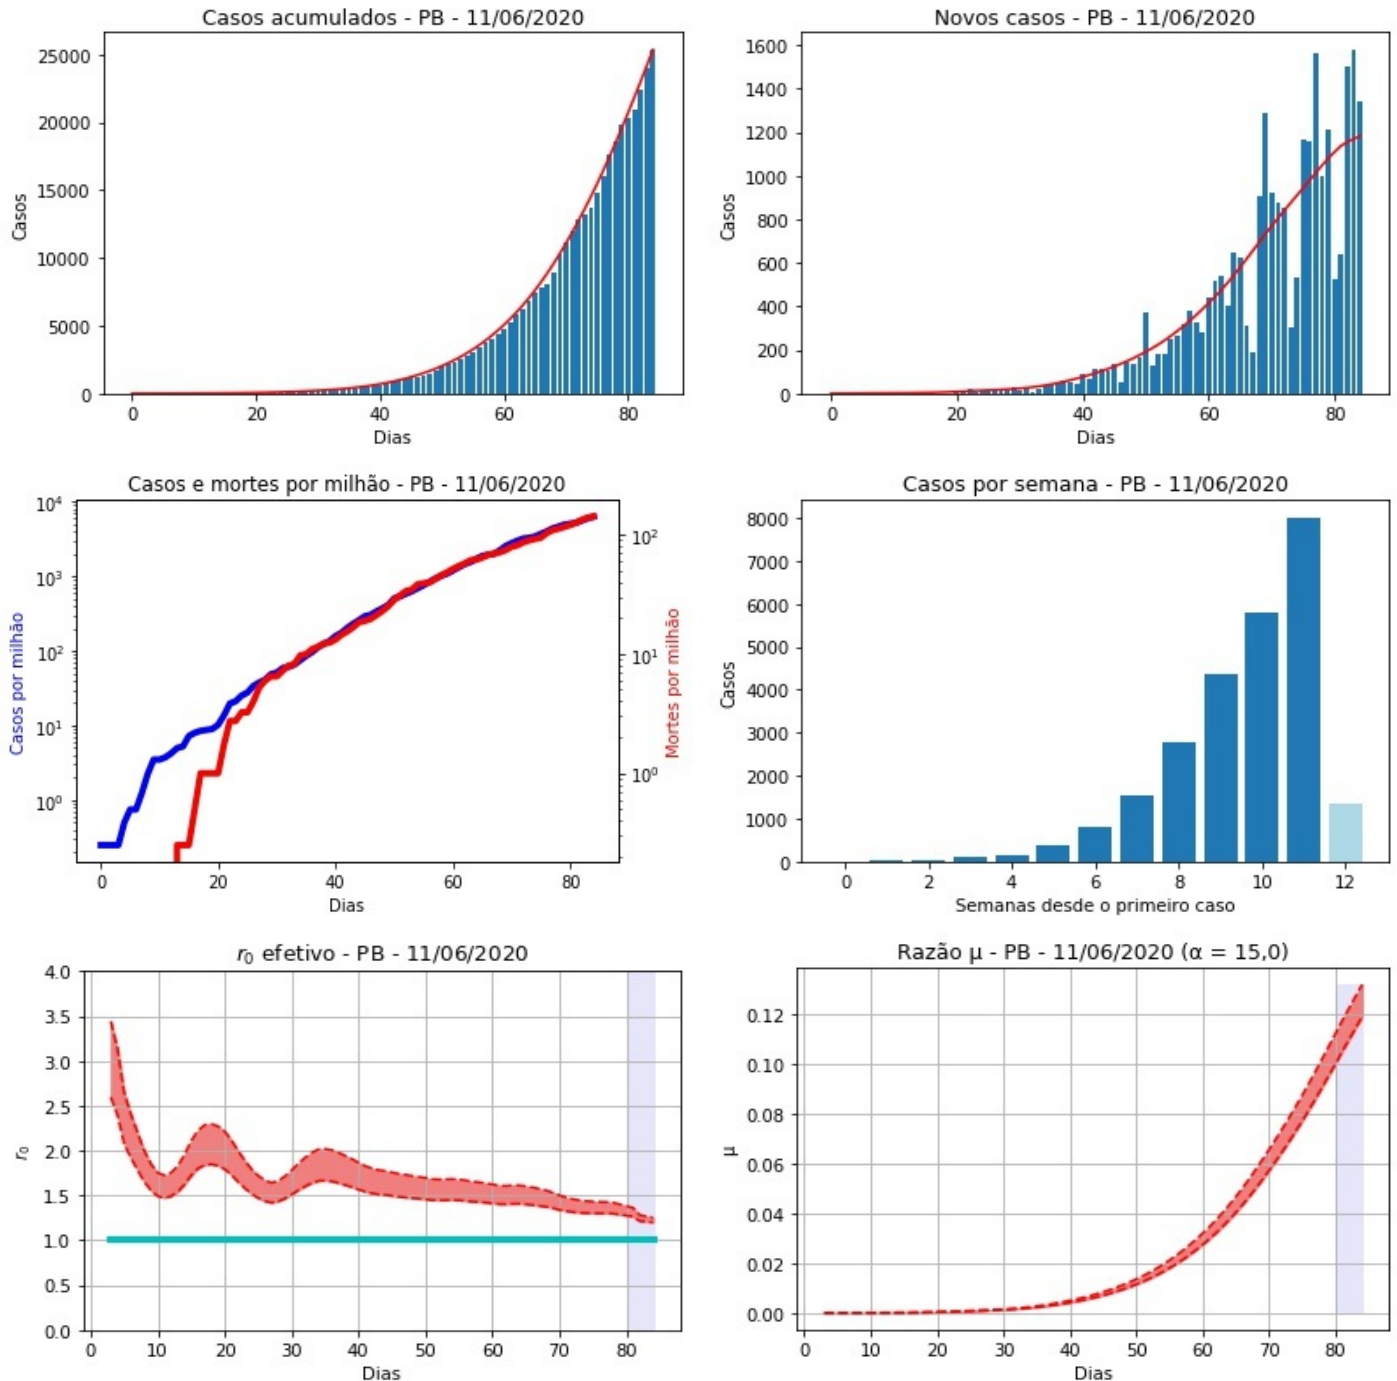 Casos acumulados - PB - 11/06/2020
25000
20000
15000
10000
5000
0
Casos
0 20 40 60 80
Dias
Novos casos - PB - 11/06/2020
1600
1400
1200
1000
800
600
400
200
0
Casos
0 20 40 60 80
Dias
Casos e mortes por milhão - PB - 11/06/2020
10⁴
10³
10²
10¹
10⁰
Casos por milhão
10²
10¹
10⁰
Mortes por milhão
0 20 40 60 80
Dias
Casos por semana - PB - 11/06/2020
8000
7000
6000
5000
4000
3000
2000
1000
0
Casos
0 2 4 6 8 10 12
Semanas desde o primeiro caso
r₀ efetivo - PB - 11/06/2020
4.0
3.5
3.0
2.5
2.0
1.5
1.0
0.5
0.0
r₀
0 10 20 30 40 50 60 70 80
Dias
Razão μ - PB - 11/06/2020 (α = 15,0)
0.12
0.10
0.08
0.06
0.04
0.02
0.00
μ
0 10 20 30 40 50 60 70 80
Dias